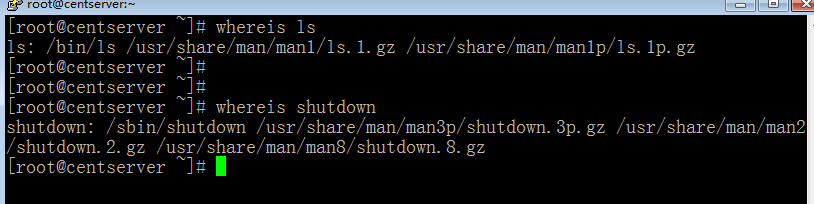 root@centserver:~
[root@centserver ~]# whereis ls
ls: /bin/ls /usr/share/man/man1/ls.1.gz /usr/share/man/man1p/ls.1p.gz
[root@centserver ~]#
[root@centserver ~]#
[root@centserver ~]# whereis shutdown
shutdown: /sbin/shutdown /usr/share/man/man3p/shutdown.3p.gz /usr/share/man/man2
/shutdown.2.gz /usr/share/man/man8/shutdown.8.gz
[root@centserver ~]#